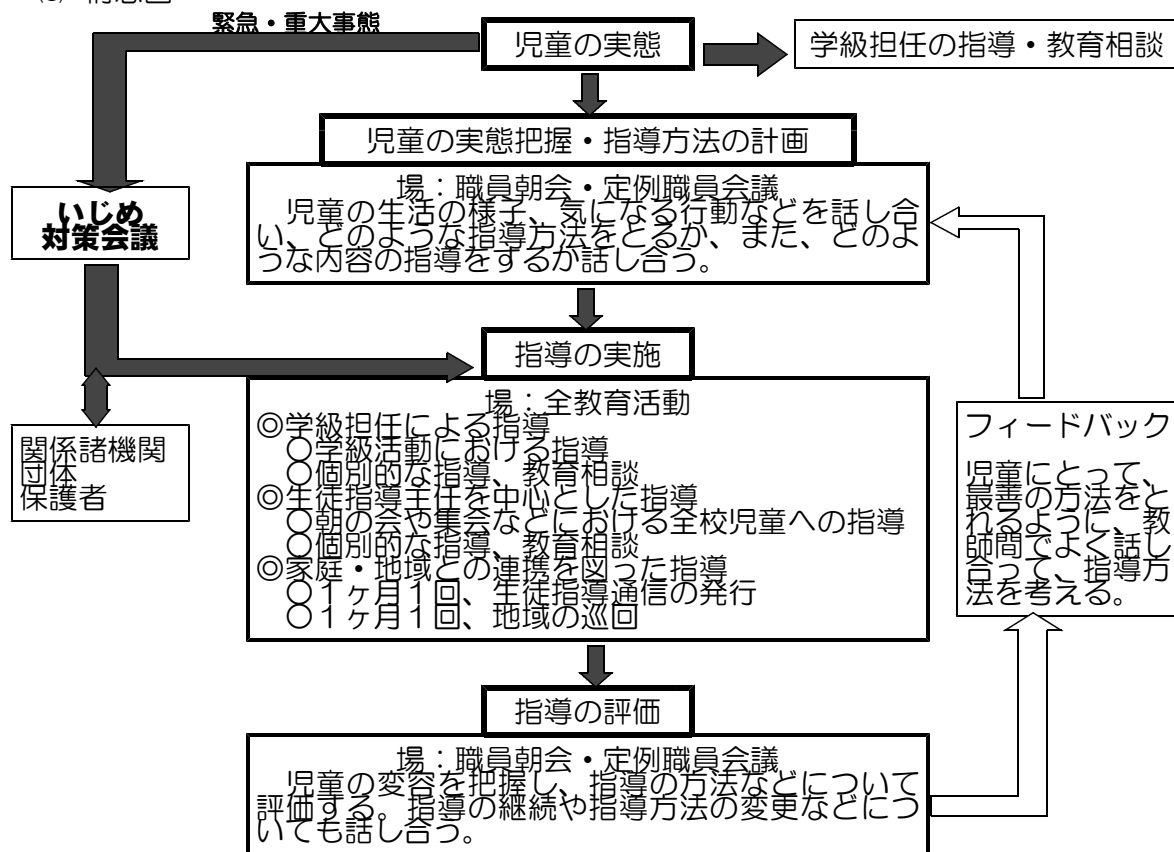 緊急・重大事態
児童の実態
学級担任の指導・教育相談
児童の実態把握・指導方法の計画
場：職員朝会・定例職員会議
児童の生活の様子、気になる行動などを話し合
い、どのような指導方法をとるか、また、どのよ
うな内容の指導をするか話し合う。
いじめ
対策会議
指導の実施
場：全教育活動
◎学級担任による指導
○学級活動における指導
○個別的な指導、教育相談
◎生徒指導主任を中心とした指導
○朝の会や集会などにおける全校児童への指導
○個別的な指導、教育相談
◎家庭・地域との連携を図った指導
○１ヶ月１回、生徒指導通信の発行
○１ヶ月１回、地域の巡回
関係諸機関
団体
保護者
フィードバック
児童にとって、
最善の方法をと
れるように、教
師間でよく話し
合って、指導方
法を考える。
指導の評価
場：職員朝会・定例職員会議
児童の変容を把握し、指導の方法などについて
評価する。指導の継続や指導方法の変更などにつ
いても話し合う。